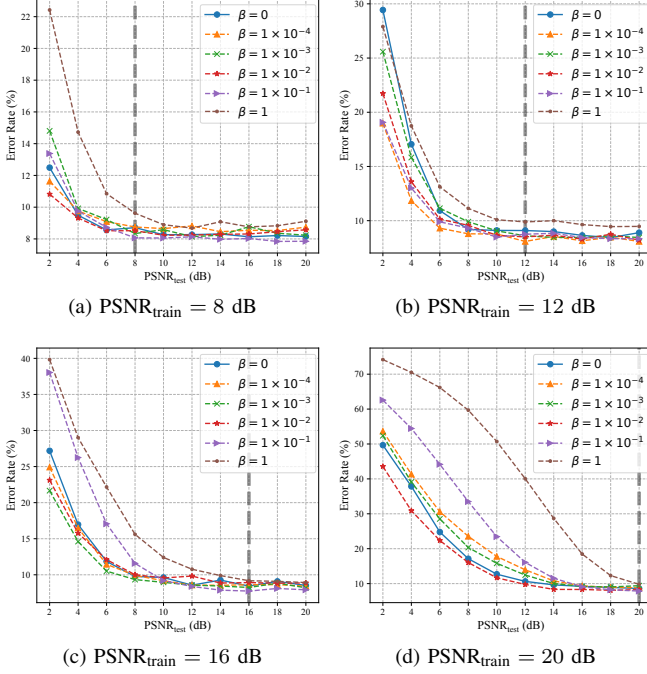 22
20
18
16
14
12
10
8
Error Rate (%)
2 4 6 8 10 12 14 16 18 20
PSNR_test (dB)
β = 0
β = 1 × 10⁻⁴
β = 1 × 10⁻³
β = 1 × 10⁻²
β = 1 × 10⁻¹
β = 1
(a) PSNR_train = 8 dB
30
25
20
15
10
Error Rate (%)
2 4 6 8 10 12 14 16 18 20
PSNR_test (dB)
β = 0
β = 1 × 10⁻⁴
β = 1 × 10⁻³
β = 1 × 10⁻²
β = 1 × 10⁻¹
β = 1
(b) PSNR_train = 12 dB
40
35
30
25
20
15
10
Error Rate (%)
2 4 6 8 10 12 14 16 18 20
PSNR_test (dB)
β = 0
β = 1 × 10⁻⁴
β = 1 × 10⁻³
β = 1 × 10⁻²
β = 1 × 10⁻¹
β = 1
(c) PSNR_train = 16 dB
70
60
50
40
30
20
10
Error Rate (%)
2 4 6 8 10 12 14 16 18 20
PSNR_test (dB)
β = 0
β = 1 × 10⁻⁴
β = 1 × 10⁻³
β = 1 × 10⁻²
β = 1 × 10⁻¹
β = 1
(d) PSNR_train = 20 dB